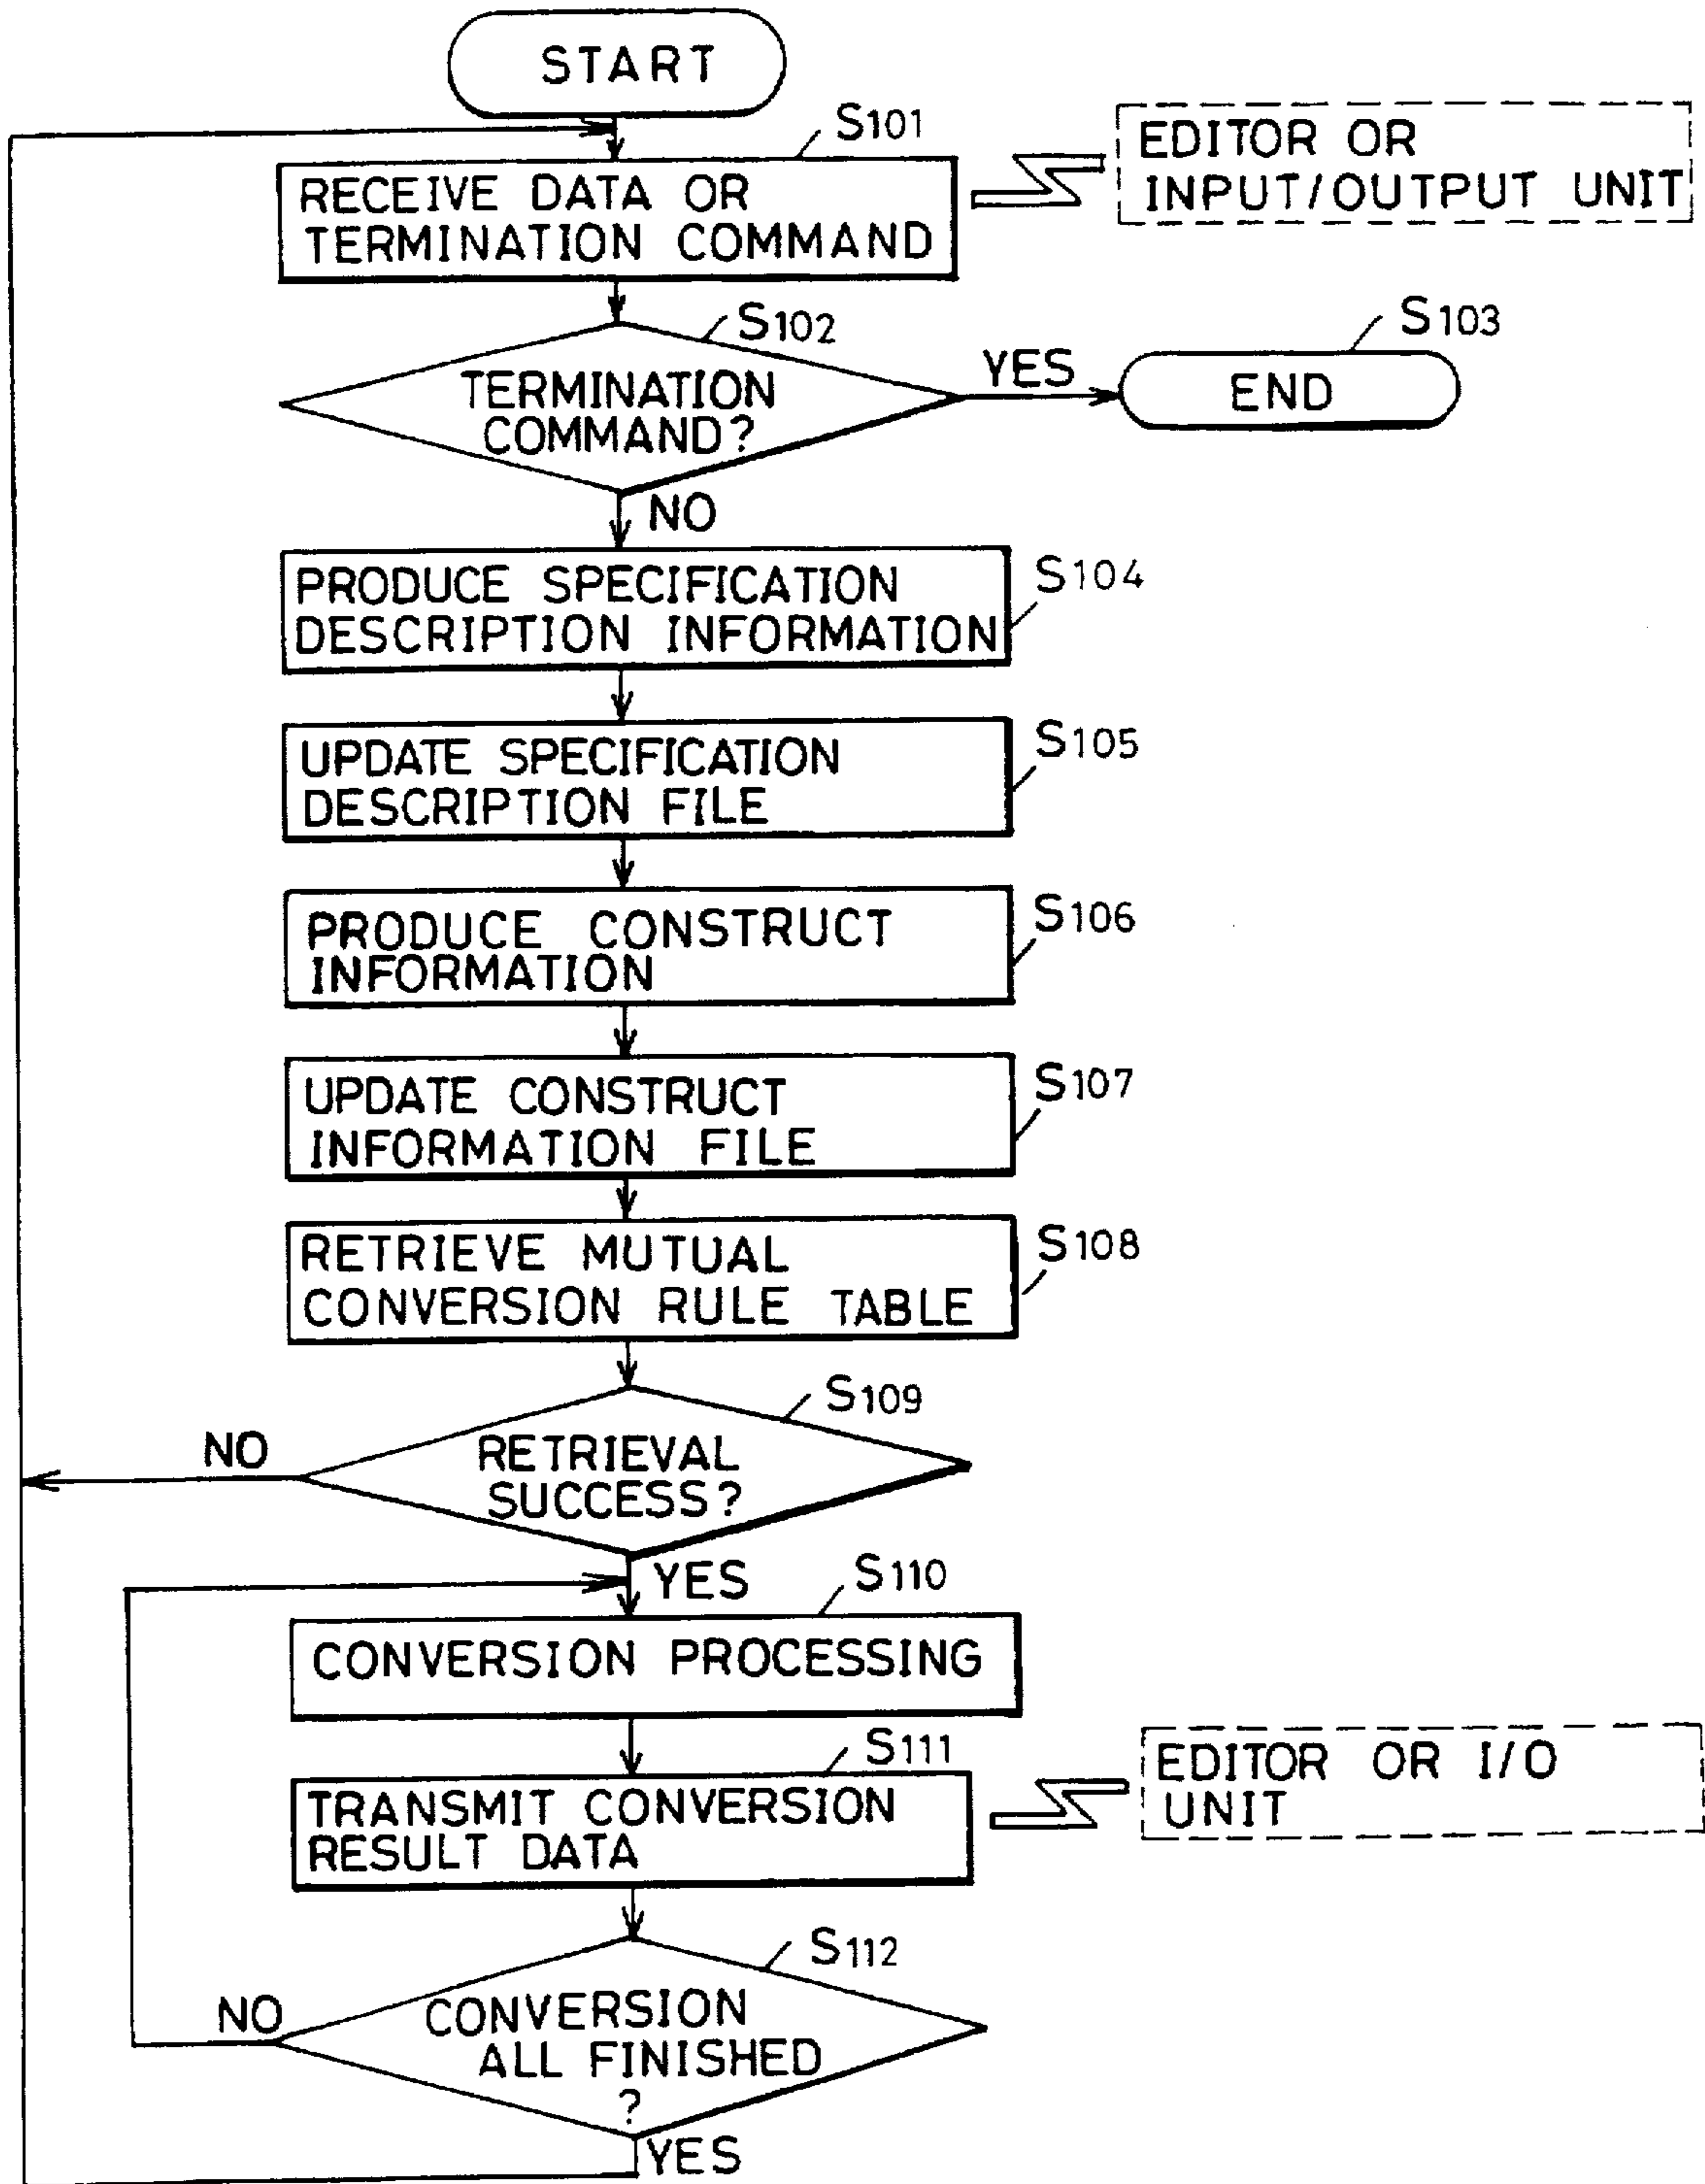 START
S101
RECEIVE DATA OR
TERMINATION COMMAND
EDITOR OR
INPUT/OUTPUT UNIT
S102
TERMINATION
COMMAND?
YES
S103
END
NO
PRODUCE SPECIFICATION
DESCRIPTION INFORMATION
S104
UPDATE SPECIFICATION
DESCRIPTION FILE
S105
PRODUCE CONSTRUCT
INFORMATION
S106
UPDATE CONSTRUCT
INFORMATION FILE
S107
RETRIEVE MUTUAL
CONVERSION RULE TABLE
S108
S109
NO
RETRIEVAL
SUCCESS?
YES
S110
CONVERSION PROCESSING
S111
TRANSMIT CONVERSION
RESULT DATA
EDITOR OR I/O
UNIT
S112
NO
CONVERSION
ALL FINISHED
?
YES